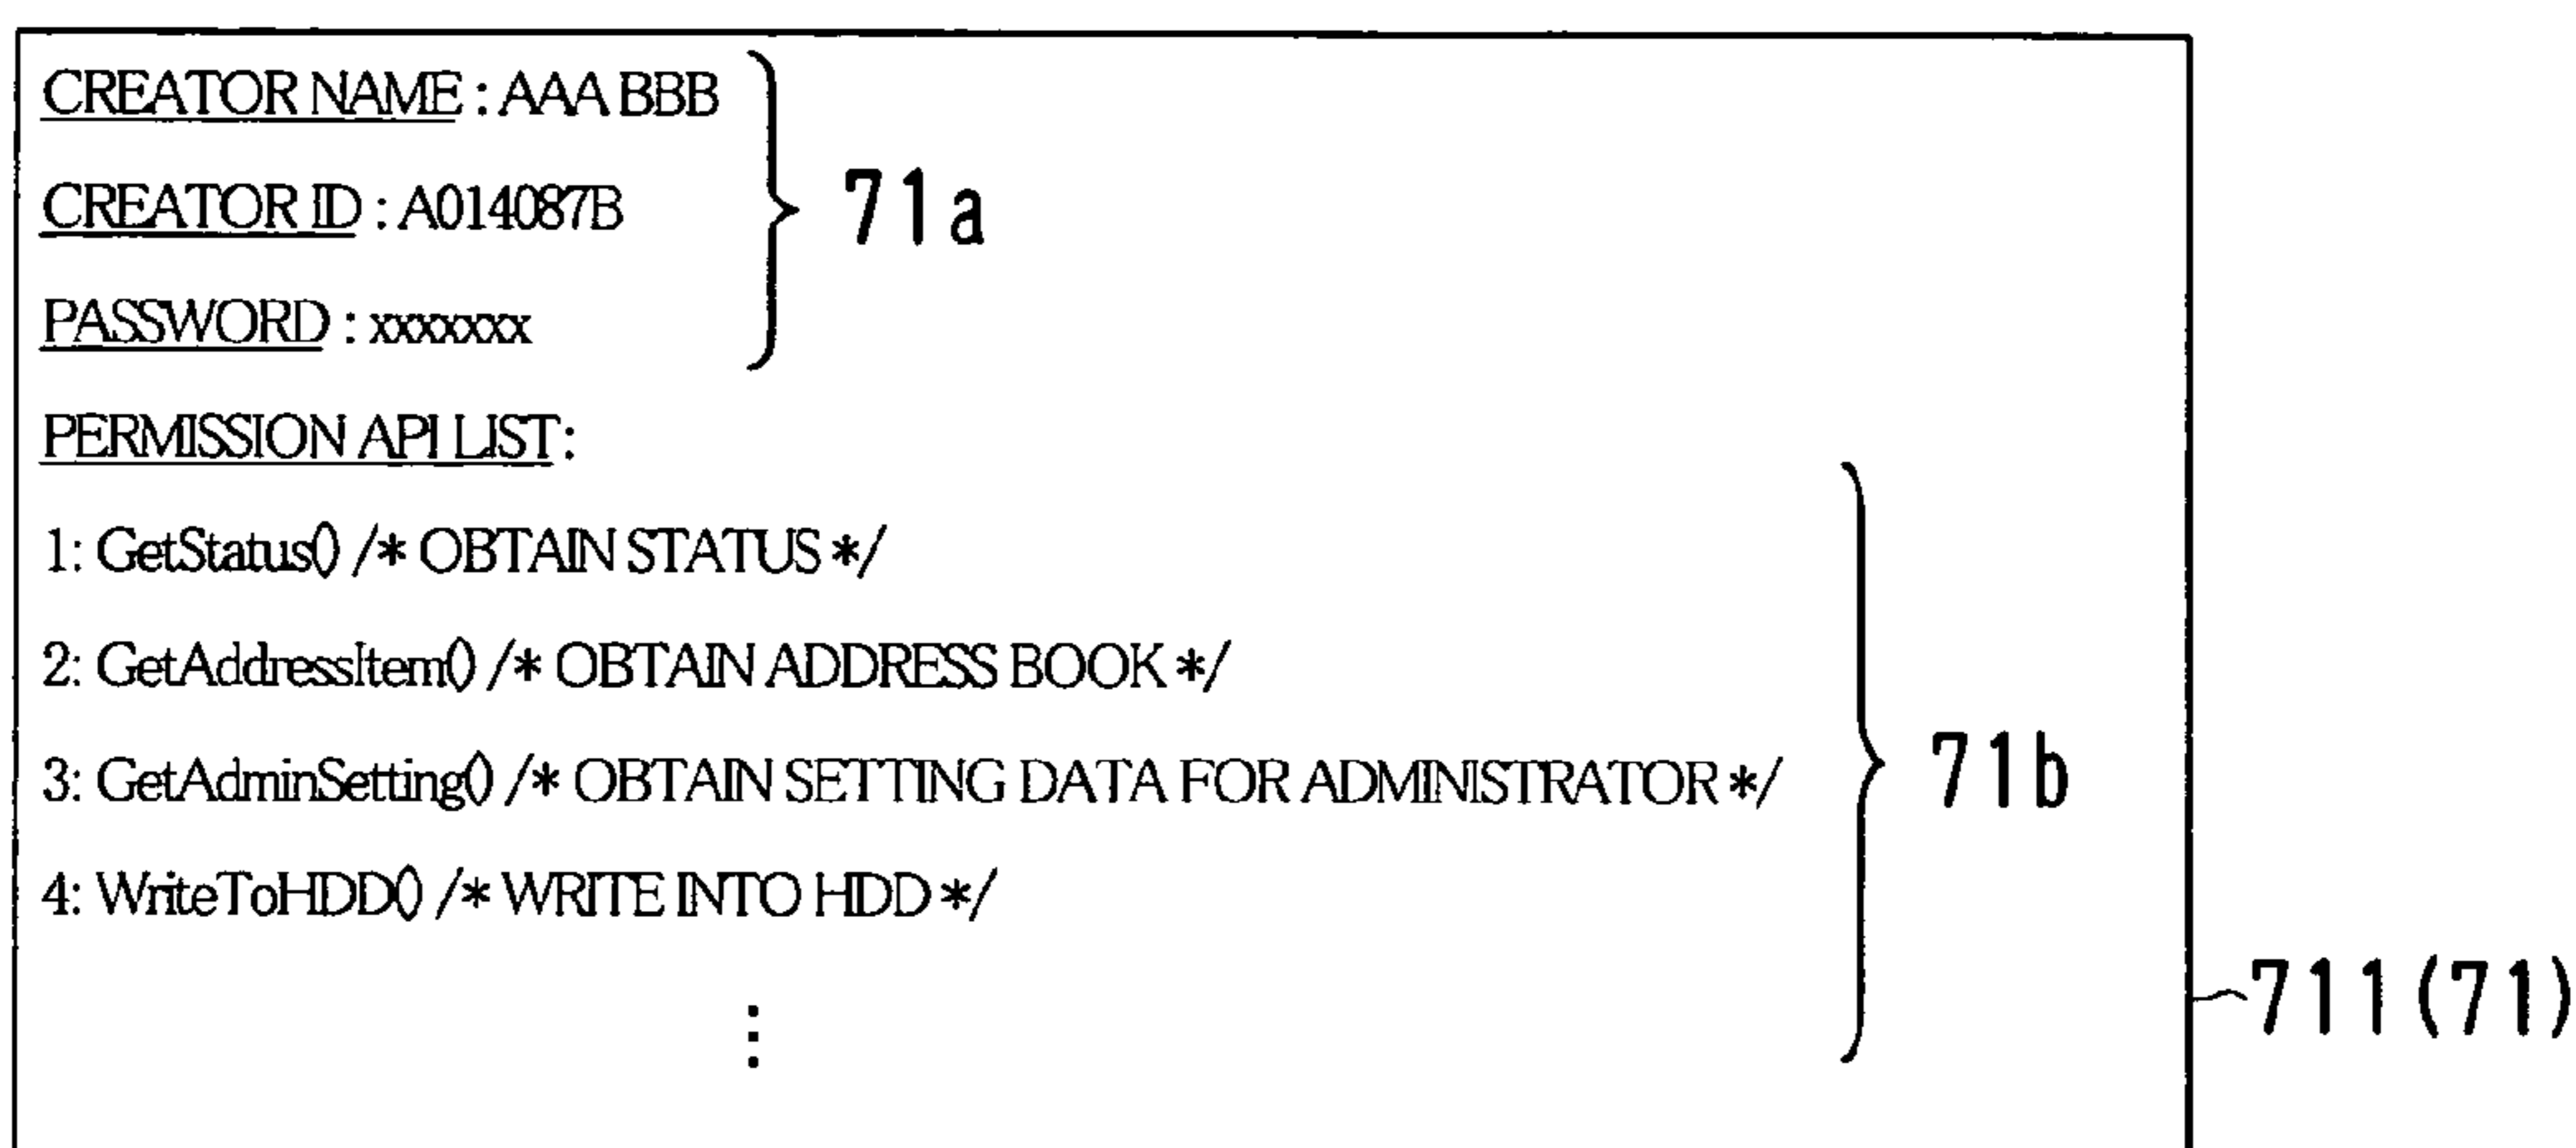 CREATOR NAME : AAA BBB
CREATOR ID : A014087B
PASSWORD : xxxxxxx
71a
PERMISSION API LIST:
1: GetStatus() /* OBTAIN STATUS */
2: GetAddressItem() /* OBTAIN ADDRESS BOOK */
3: GetAdminSetting() /* OBTAIN SETTING DATA FOR ADMINISTRATOR */
4: WriteToHDD() /* WRITE INTO HDD */
⋮
71b
711(71)